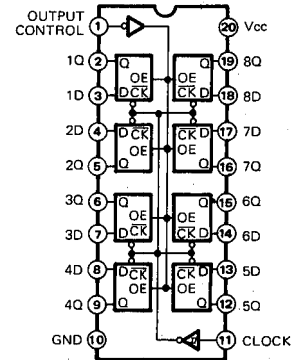 OUTPUT
CONTROL 1 20 Vcc
1Q 2 Q Q 19 8Q
OE OE
1D 3 D CK CK D 18 8D
2D 4 D CK CK D 17 7D
OE OE
2Q 5 Q Q 16 7Q
3Q 6 Q Q 15 6Q
OE OE
3D 7 D CK CK D 14 6D
4D 8 D CK CK D 13 5D
OE OE
4Q 9 Q Q 12 5Q
GND 10 11 CLOCK